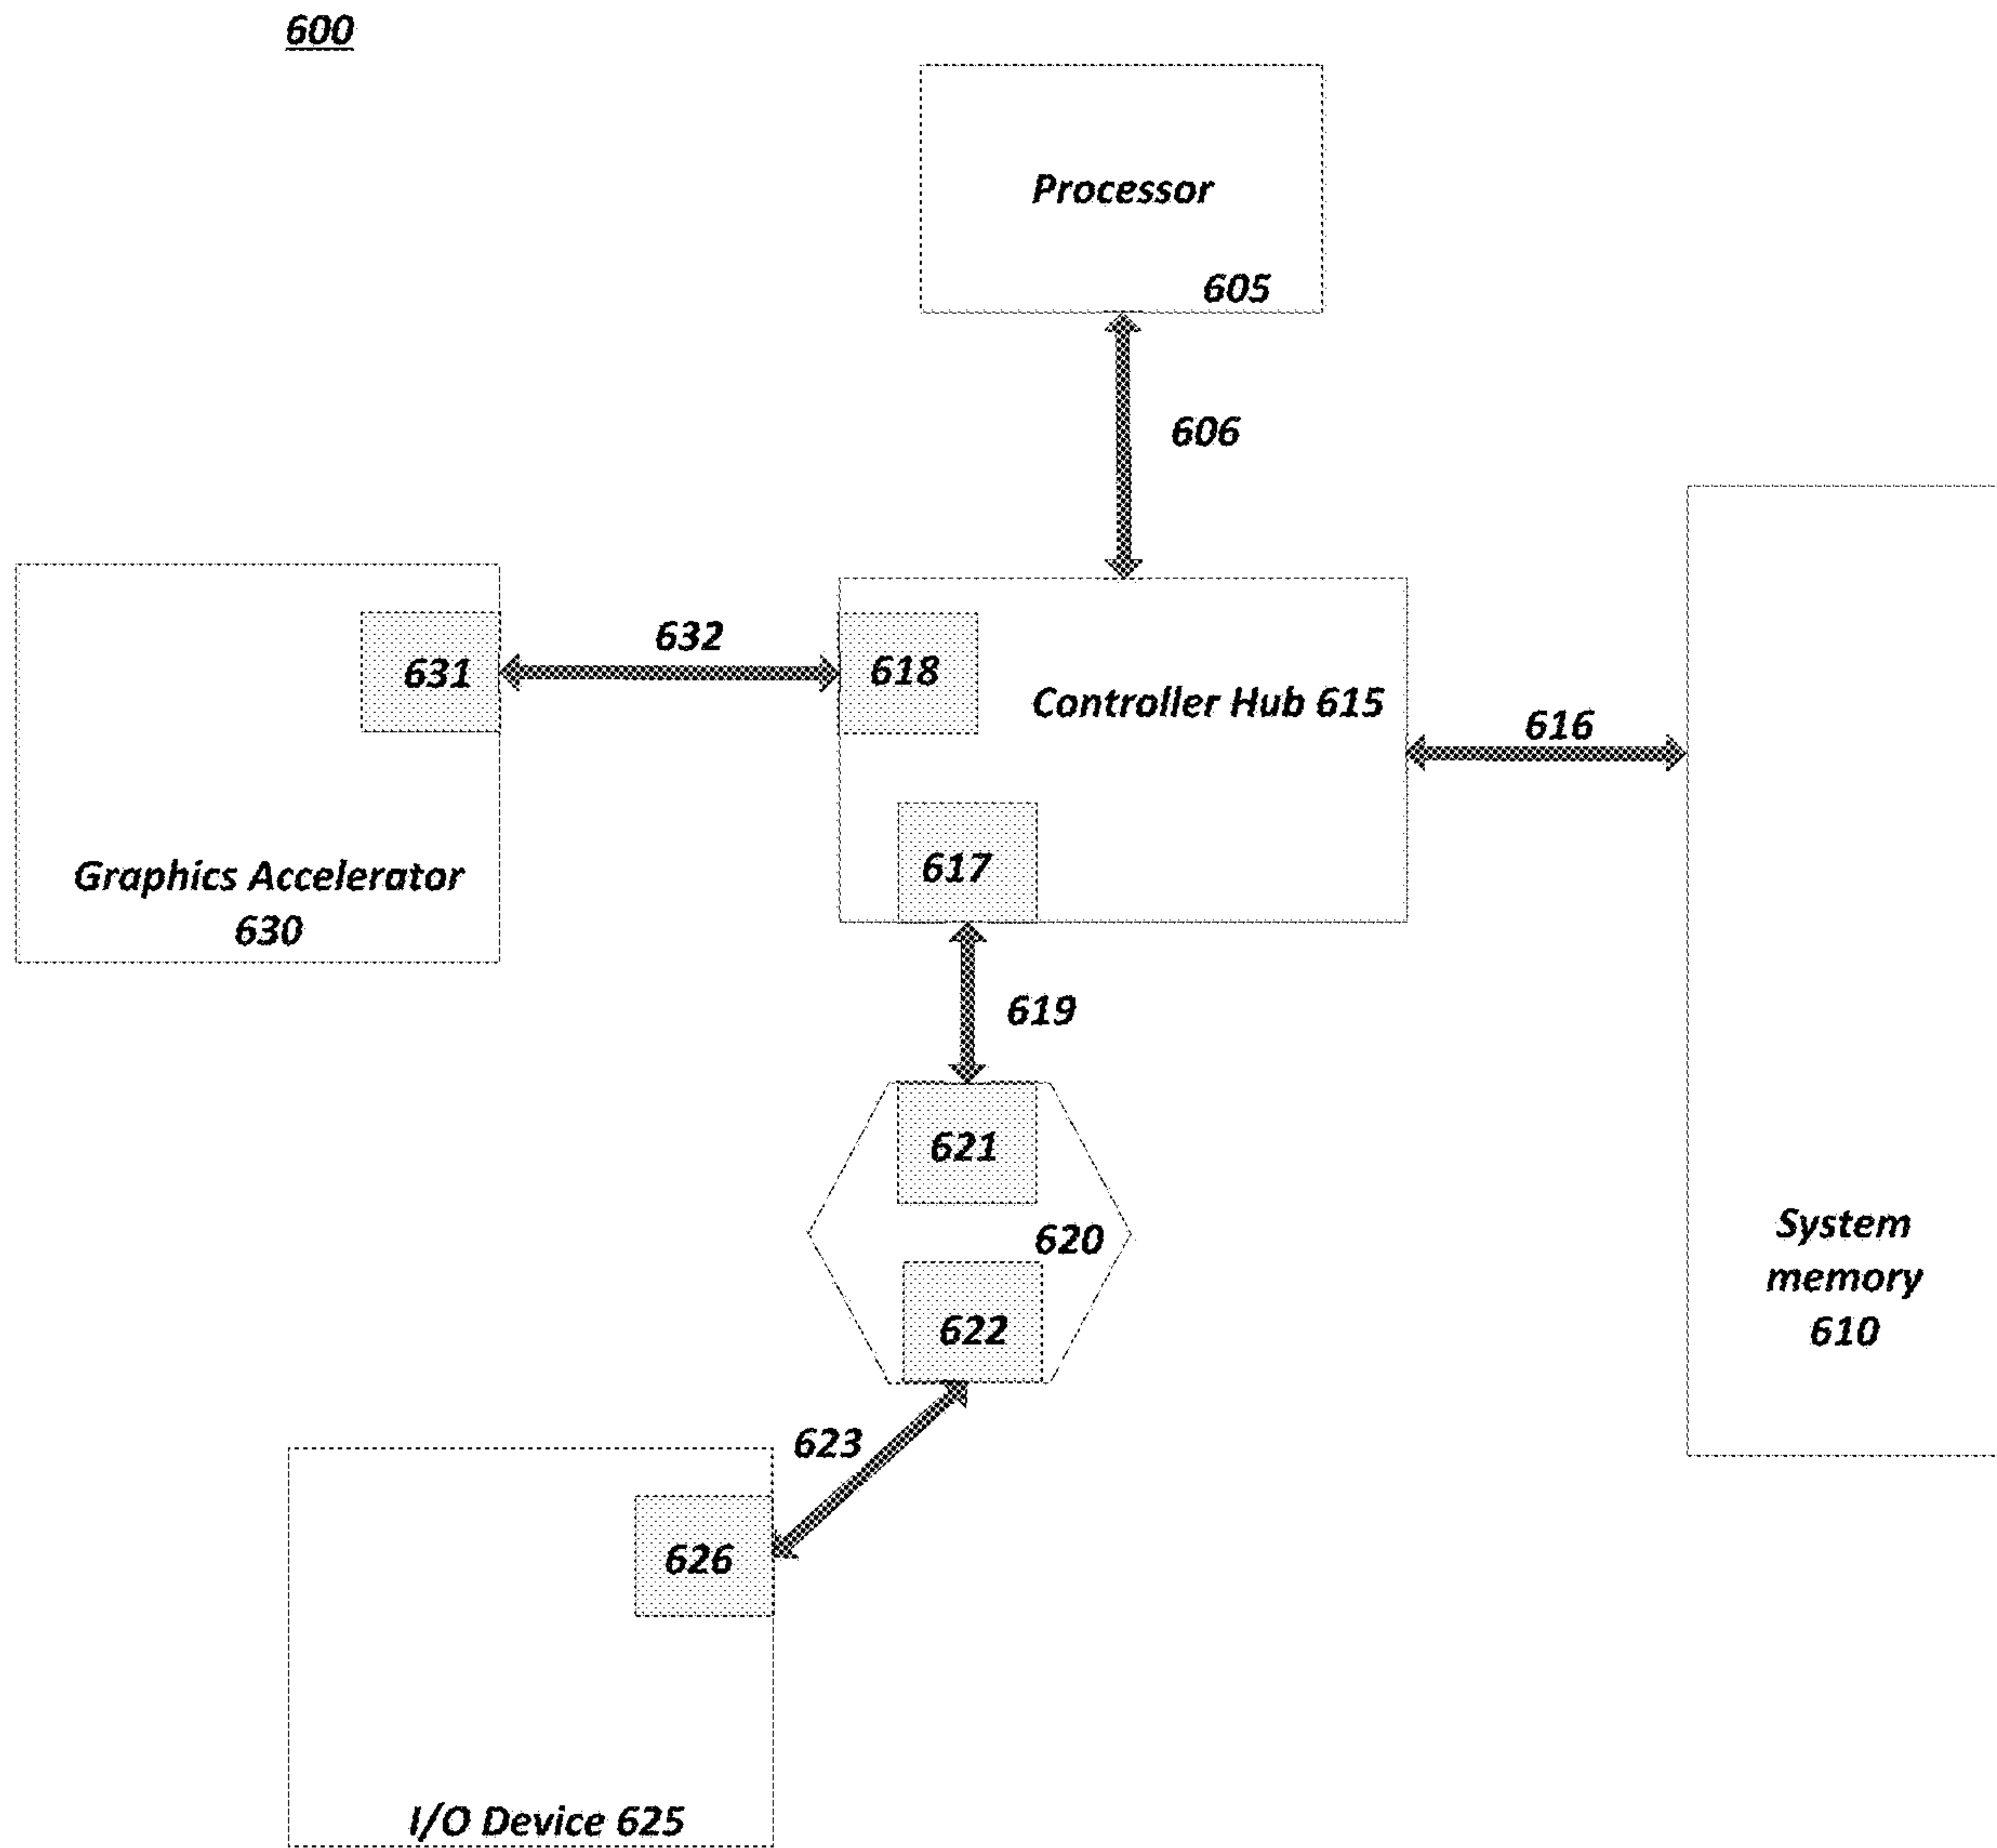 600
Processor
605
606
632
631
618
Controller Hub 615
616
617
Graphics Accelerator
630
619
621
620
System
memory
610
622
623
626
I/O Device 625